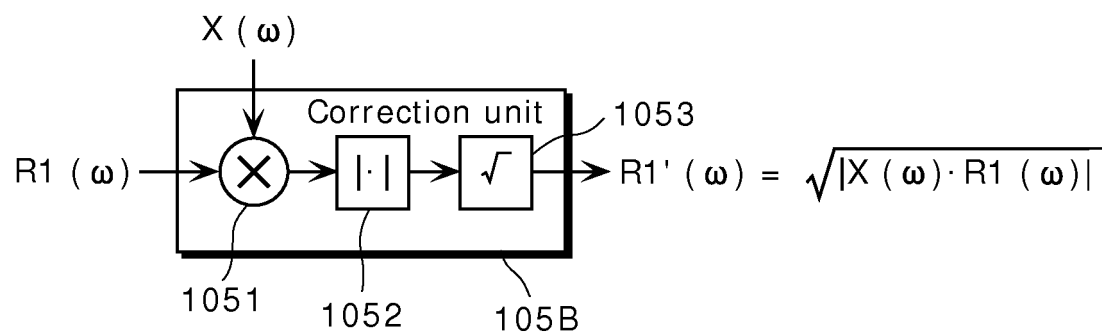 X (ω)
Correction unit
1053
R1 (ω)
×
|·|
√
R1' (ω) = √|X (ω)·R1 (ω)|
1051
1052
105B